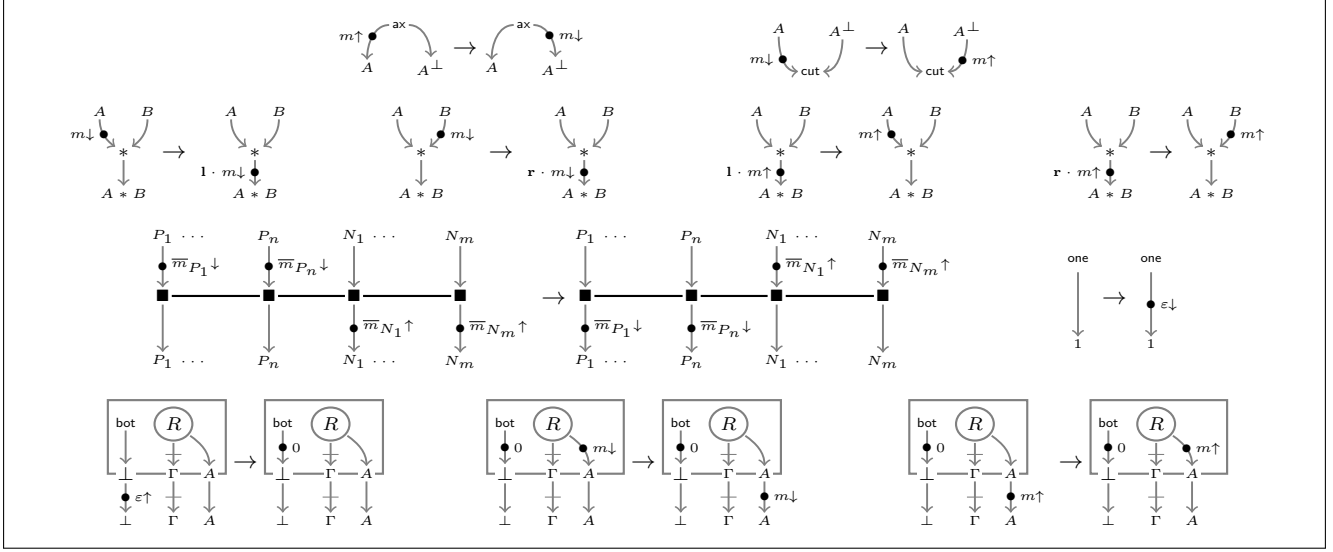 ax ax A A⊥ A A⊥
m↑ → m↓ m↓ → m↑
A A⊥ A A⊥ cut cut
A B A B A B A B A B A B A B A B
m↓ m↓ m↑ m↑
* → * * → * * → * * → *
l · m↓ r · m↓ l · m↑ r · m↑
A * B A * B A * B A * B A * B A * B A * B A * B
P₁ ··· Pₙ N₁ ··· Nₘ P₁ ··· Pₙ N₁ ··· Nₘ
one one
m̅P₁↓ m̅Pₙ↓ m̅N₁↑ m̅Nₘ↑
→ → ε↓
m̅N₁↑ m̅Nₘ↑ m̅P₁↓ m̅Pₙ↓
1 1
P₁ ··· Pₙ N₁ ··· Nₘ P₁ ··· Pₙ N₁ ··· Nₘ
bot R bot R bot R bot R bot R bot R
0 0 m↓ 0 0 0 m↑
→ → →
⊥ Γ A ⊥ Γ A ⊥ Γ A ⊥ Γ A ⊥ Γ A ⊥ Γ A
ε↑ m↓ m↑
⊥ Γ A ⊥ Γ A ⊥ Γ A ⊥ Γ A ⊥ Γ A ⊥ Γ A